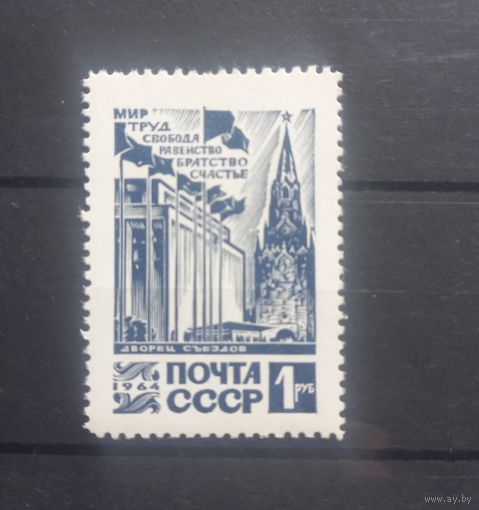 МИР
ТРУД
СВОБОДА
РАВЕНСТВО
БРАТСТВО
СЧАСТЬЕ
ДВОРЕЦ СЪЕЗДОВ
1964
ПОЧТА
СССР
1 РУБ
www.ay.by